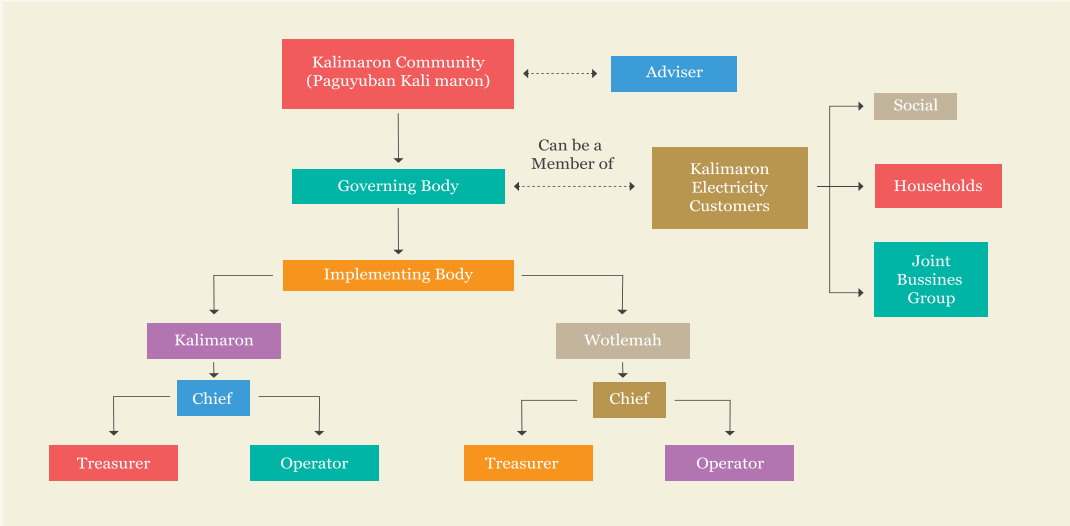 Kalimaron Community
(Paguyuban Kali maron)
Adviser
Social
Can be a
Member of
Kalimaron
Electricity
Customers
Governing Body
Households
Joint
Bussines
Group
Implementing Body
Kalimaron
Wotlemah
Chief
Chief
Treasurer
Operator
Treasurer
Operator